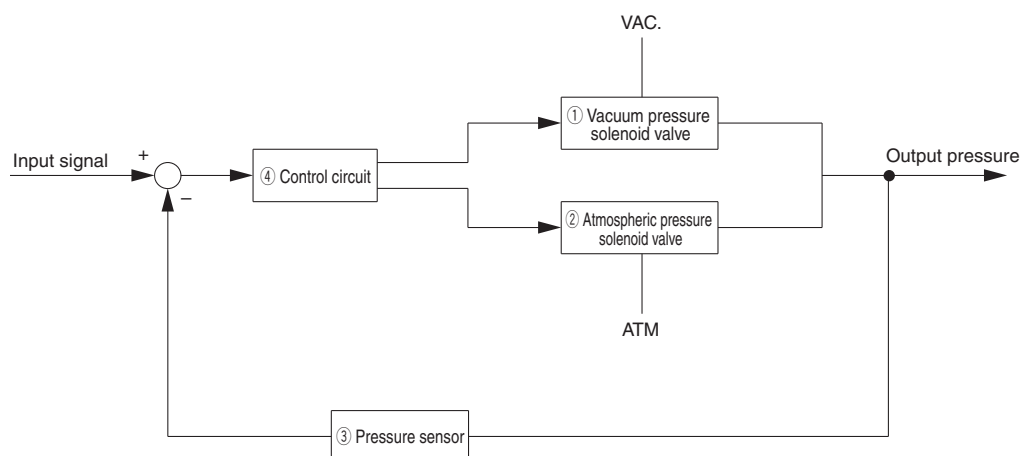 VAC.
① Vacuum pressure
solenoid valve
Input signal
+
−
④ Control circuit
Output pressure
② Atmospheric pressure
solenoid valve
ATM
③ Pressure sensor